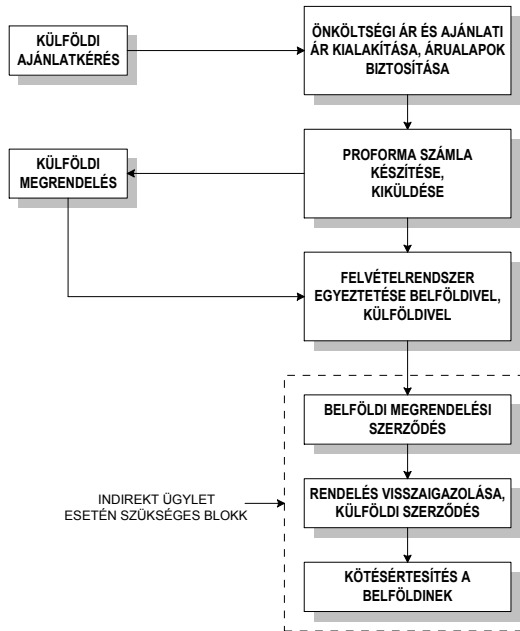 KÜLFÖLDI
AJÁNLATKÉRÉS
ÖNKÖLTSÉGI ÁR ÉS AJÁNLATI
ÁR KIALAKÍTÁSA, ÁRUALAPOK
BIZTOSÍTÁSA
KÜLFÖLDI
MEGRENDELÉS
PROFORMA SZÁMLA
KÉSZÍTÉSE,
KIKÜLDÉSE
FELVÉTELRENDSZER
EGYEZTETÉSE BELFÖLDIVEL,
KÜLFÖLDIVEL
BELFÖLDI MEGRENDELÉSI
SZERZŐDÉS
INDIREKT ÜGYLET
ESETÉN SZÜKSÉGES BLOKK
RENDELÉS VISSZAIGAZOLÁSA,
KÜLFÖLDI SZERZŐDÉS
KÖTÉSÉRTESÍTÉS A
BELFÖLDINEK